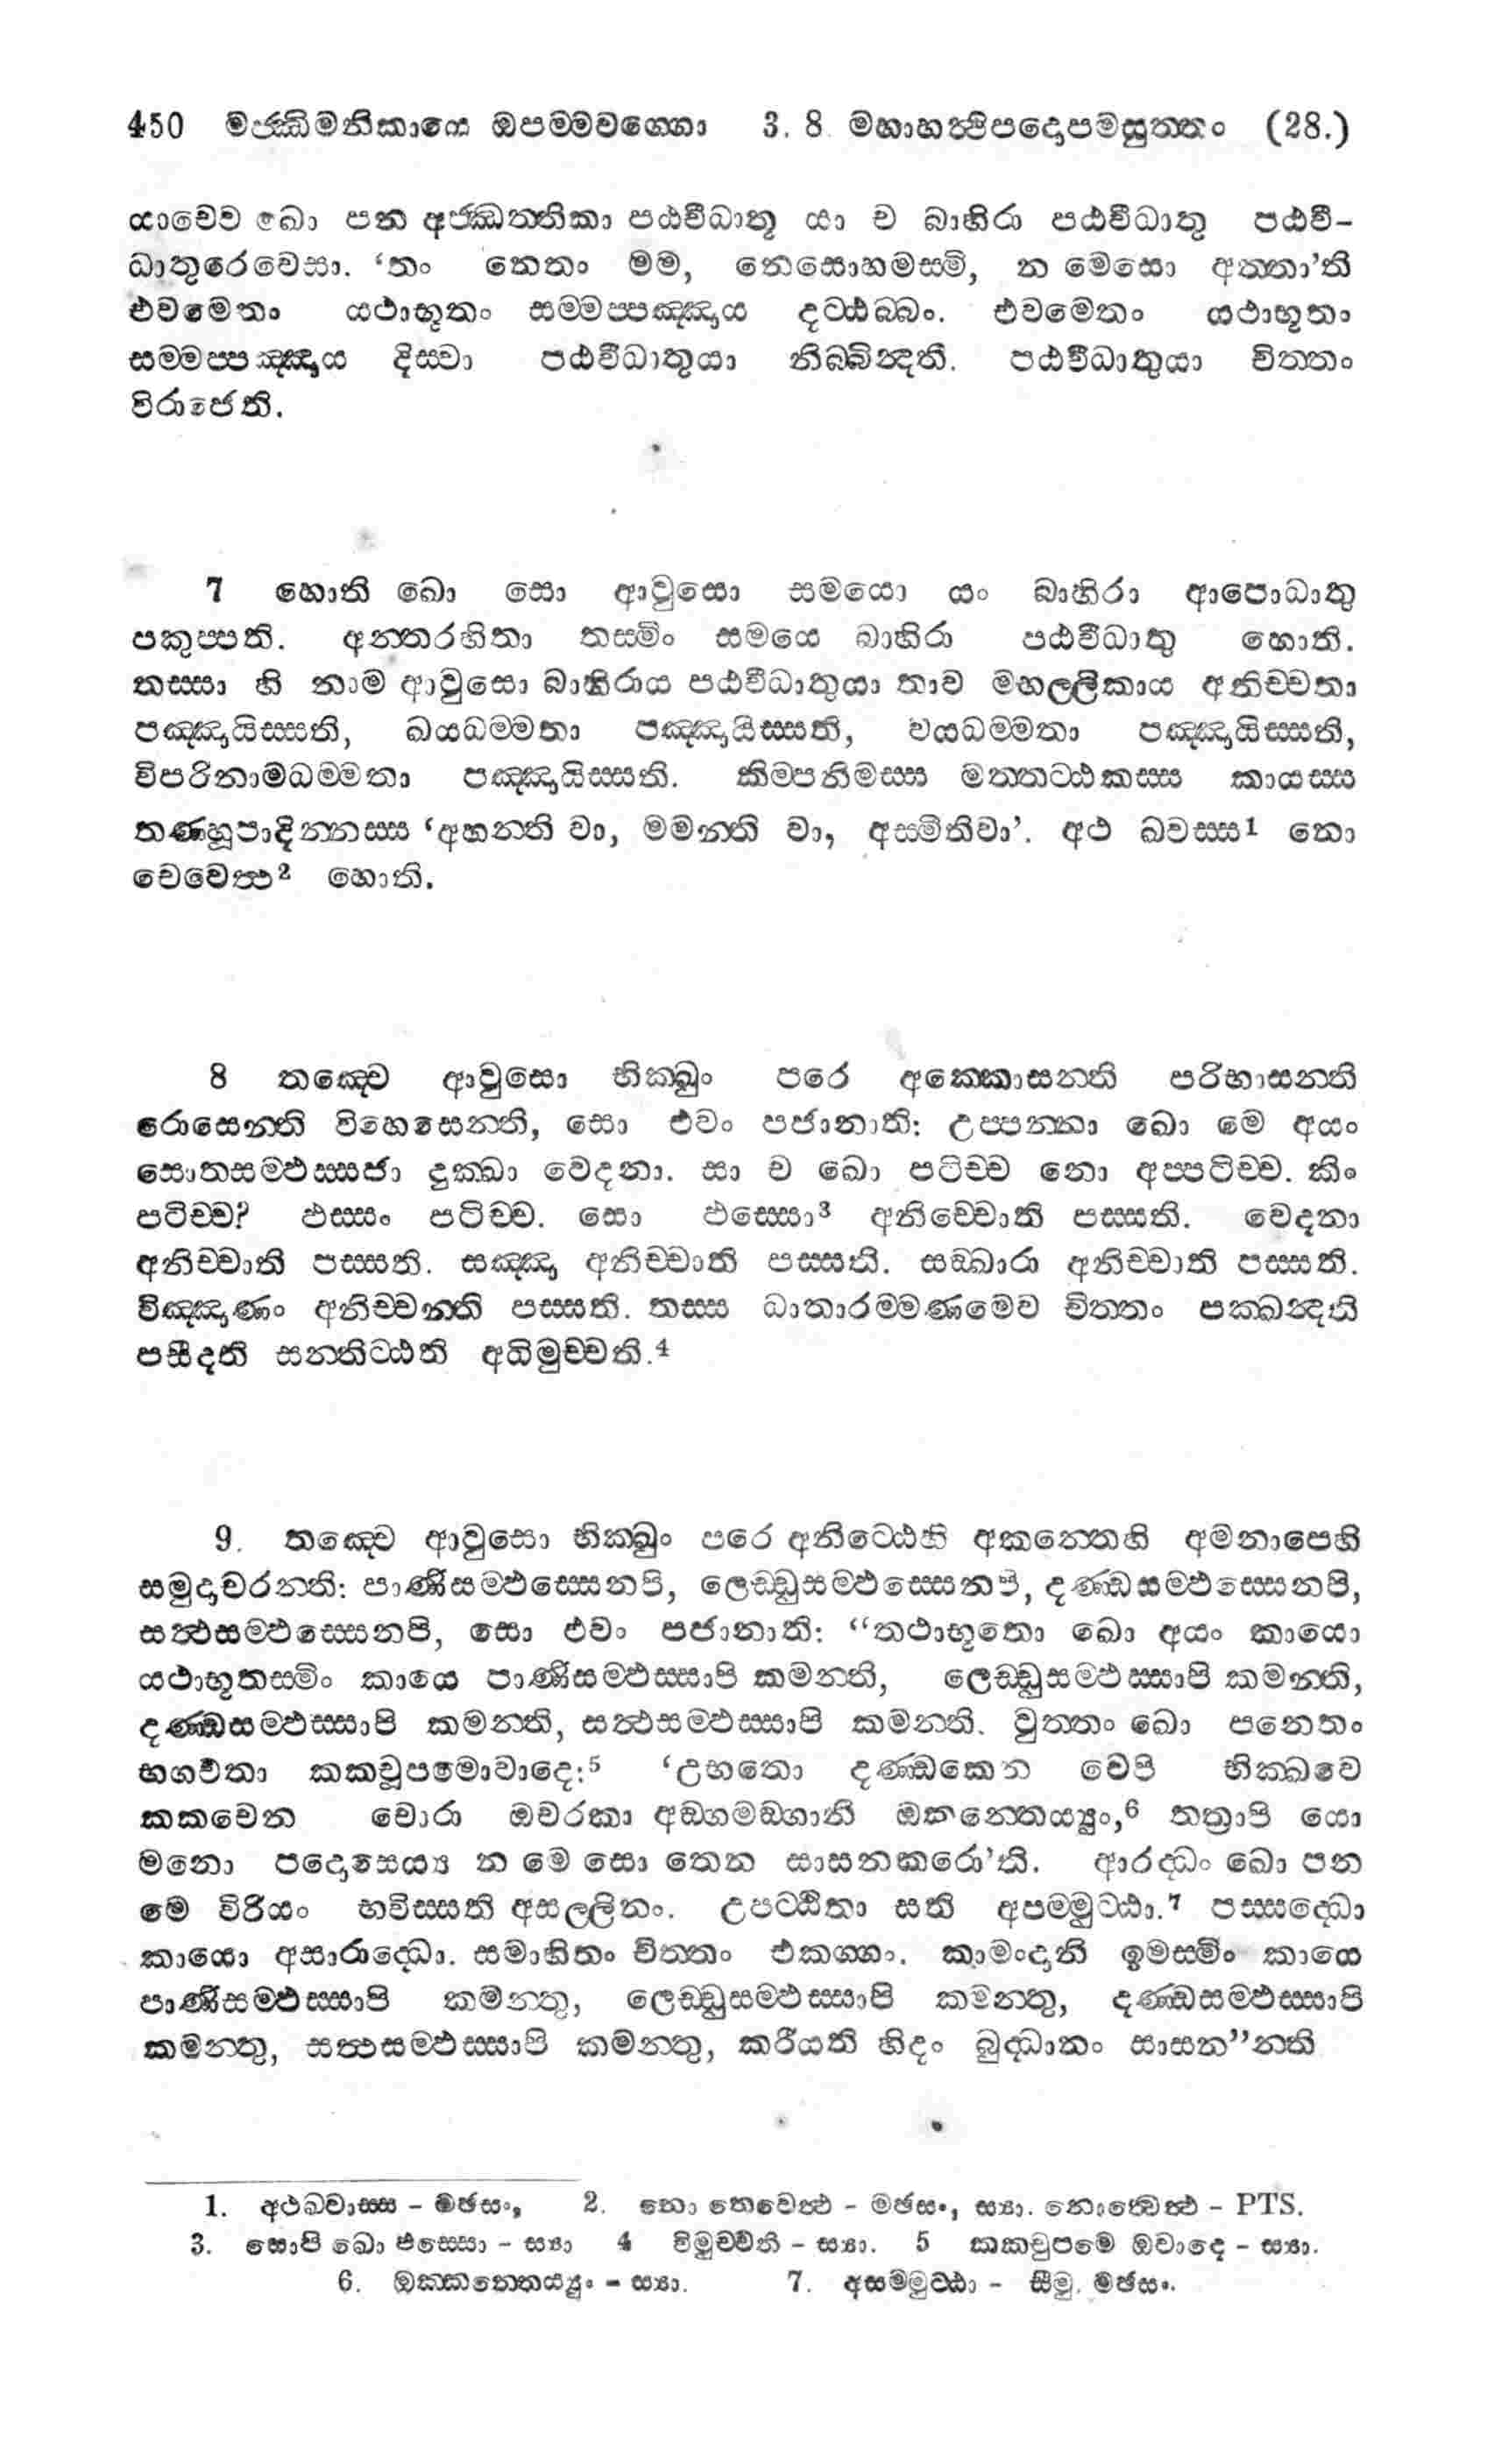 450 මජ්ඣිමනිකායෙ ඔපම්මවග්ගො 3. 8. මහාහත්ථිපදොපමසුත්තං (28.)
යාචෙව ඛො පන අජ්ඣත්තිකා පඨවීධාතු යා ච බාහිරා පඨවීධාතු පඨවී-
ධාතුරෙවෙසා. ‘තං නෙතං මම, නෙසොහමස්මි, න මෙසො අත්තා’ති
එවමෙතං යථාභූතං සම්මප්පඤ්ඤාය දට්ඨබ්බං. එවමෙතං යථාභූතං
සම්මප්පඤ්ඤාය දිස්වා පඨවීධාතුයා නිබ්බින්දති. පඨවීධාතුයා චිත්තං
විරාජෙති.
7 හොති ඛො සො ආවුසො සමයො යං බාහිරා ආපොධාතු
පකුප්පති. අන්තරහිතා තස්මිං සමයෙ බාහිරා පඨවීධාතු හොති.
තස්සා හි නාම ආවුසො බාහිරාය පඨවීධාතුයා තාව මහල්ලිකාය අනිච්චතා
පඤ්ඤායිස්සති, ඛයධම්මතා පඤ්ඤායිස්සති, වයධම්මතා පඤ්ඤායිස්සති,
විපරිනාමධම්මතා පඤ්ඤායිස්සති. කිම්පනිමස්ස මත්තට්ඨකස්ස කායස්ස
තණ්හූපාදින්නස්ස ‘අහන්ති වා, මමන්ති වා, අස්මීතිවා’. අථ ඛ්වස්ස1 නො
චෙවෙත්ථ2 හොති.
8 තඤ්චෙ ආවුසො භික්ඛුං පරෙ අක්කොසන්ති පරිභාසන්ති
රොසෙන්ති විහෙසෙන්ති, සො එවං පජානාති: උප්පන්නා ඛො මෙ අයං
සොතසම්ඵස්සජා දුක්ඛා වෙදනා. සා ච ඛො පටිච්ච නො අප්පටිච්ච. කිං
පටිච්ච? ඵස්සං පටිච්ච. සො ඵස්සො3 අනිච්චොති පස්සති. වෙදනා
අනිච්චාති පස්සති. සඤ්ඤා අනිච්චාති පස්සති. සඞ්ඛාරා අනිච්චාති පස්සති.
විඤ්ඤාණං අනිච්චන්ති පස්සති. තස්ස ධාතාරම්මණමෙව චිත්තං පක්ඛන්දති
පසීදති සන්තිට්ඨති අධිමුච්චති.4
9. තඤ්චෙ ආවුසො භික්ඛුං පරෙ අනිට්ඨෙහි අකන්තෙහි අමනාපෙහි
සමුදාචරන්ති: පාණිසම්ඵස්සෙනපි, ලෙඩ්ඩුසම්ඵස්සෙනපි, දණ්ඩසම්ඵස්සෙනපි,
සත්ථසම්ඵස්සෙනපි, සො එවං පජානාති: “තථාභූතො ඛො අයං කායො
යථාභූතස්මිං කායෙ පාණිසම්ඵස්සාපි කමන්ති, ලෙඩ්ඩුසම්ඵස්සාපි කමන්ති,
දණ්ඩසම්ඵස්සාපි කමන්ති, සත්ථසම්ඵස්සාපි කමන්ති. වුත්තං ඛො පනෙතං
භගවතා කකචූපමොවාදෙ:5 ‘උභතො දණ්ඩකෙන චෙපි භික්ඛවෙ
කකචෙන චොරා ඔචරකා අඞ්ගමඞ්ගානි ඔකන්තෙය්‍යුං,6 තත්‍රාපි යො
මනො පදොසෙය්‍ය න මෙ සො තෙන සාසනකරො’ති. ආරද්ධං ඛො පන
මෙ විරියං භවිස්සති අසල්ලීනං. උපට්ඨිතා සති අපම්මුට්ඨා.7 පස්සද්ධො
කායො අසාරද්ධො. සමාහිතං චිත්තං එකග්ගං. කාමංදානි ඉමස්මිං කායෙ
පාණිසම්ඵස්සාපි කමන්තු, ලෙඩ්ඩුසම්ඵස්සාපි කමන්තු, දණ්ඩසම්ඵස්සාපි
කමන්තු, සත්ථසම්ඵස්සාපි කමන්තු, කරීයති හිදං බුද්ධානං සාසන”න්ති
1. අථඛවාස්ස - මඡසං, 2. නො තෙවෙත්ථ - මඡසං, ස්‍යා. නොත්වෙත්ථ - PTS.
3. සොපි ඛො ඵස්සො - ස්‍යා 4 විමුච්චති - ස්‍යා. 5 කකචුපමෙ ඔවාදෙ - ස්‍යා.
6. ඔක්කන්තෙය්‍යුං - ස්‍යා. 7. අසම්මුට්ඨා - සීමු. මඡසං.